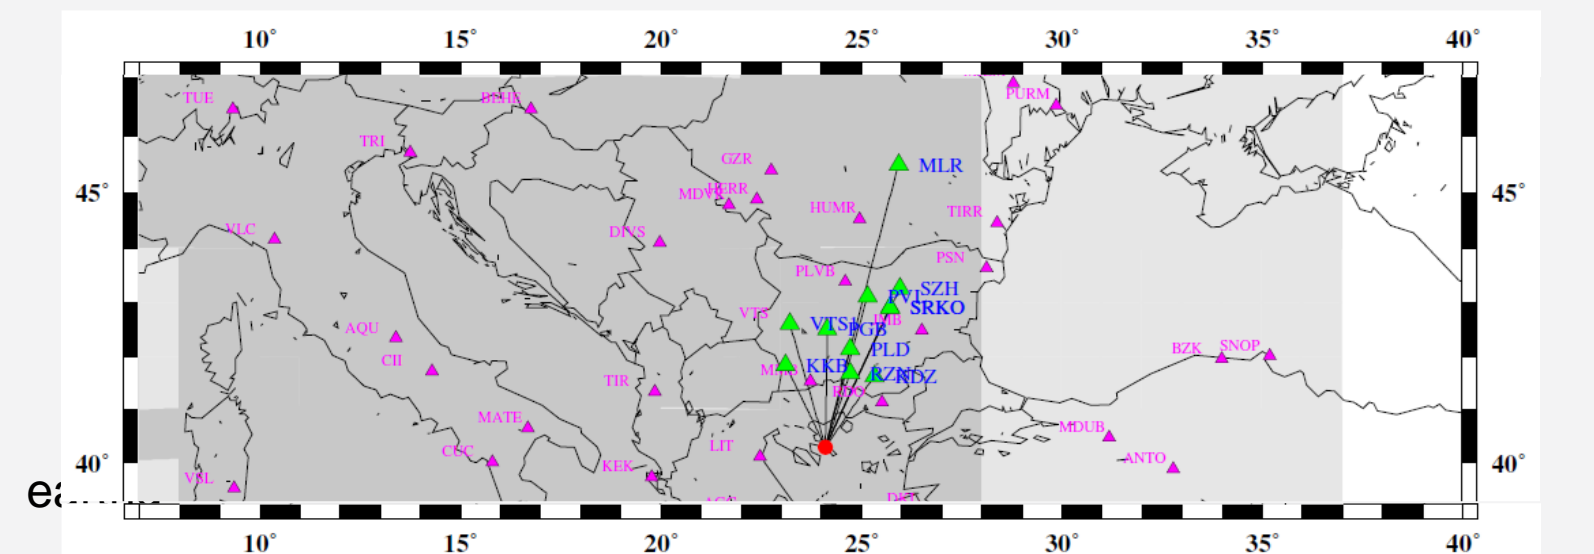 10° 15° 20° 25° 30° 35° 40°
TUE
BEHE
PURM
TRI
GZR
MLR
45° 45°
HERR
HUMR
TIRR
VLC
DIVS
PSN
PLVB
SZH
PVL
SRKO
VTS
VTS
PGB
AQU
PLD
BZK SNOP
CII
KKB
RZN
KDZ
TIR
MATE
MDUB
LIT
CUC
ANTO
40° 40°
KEK
VSL
10° 15° 20° 25° 30° 35° 40°